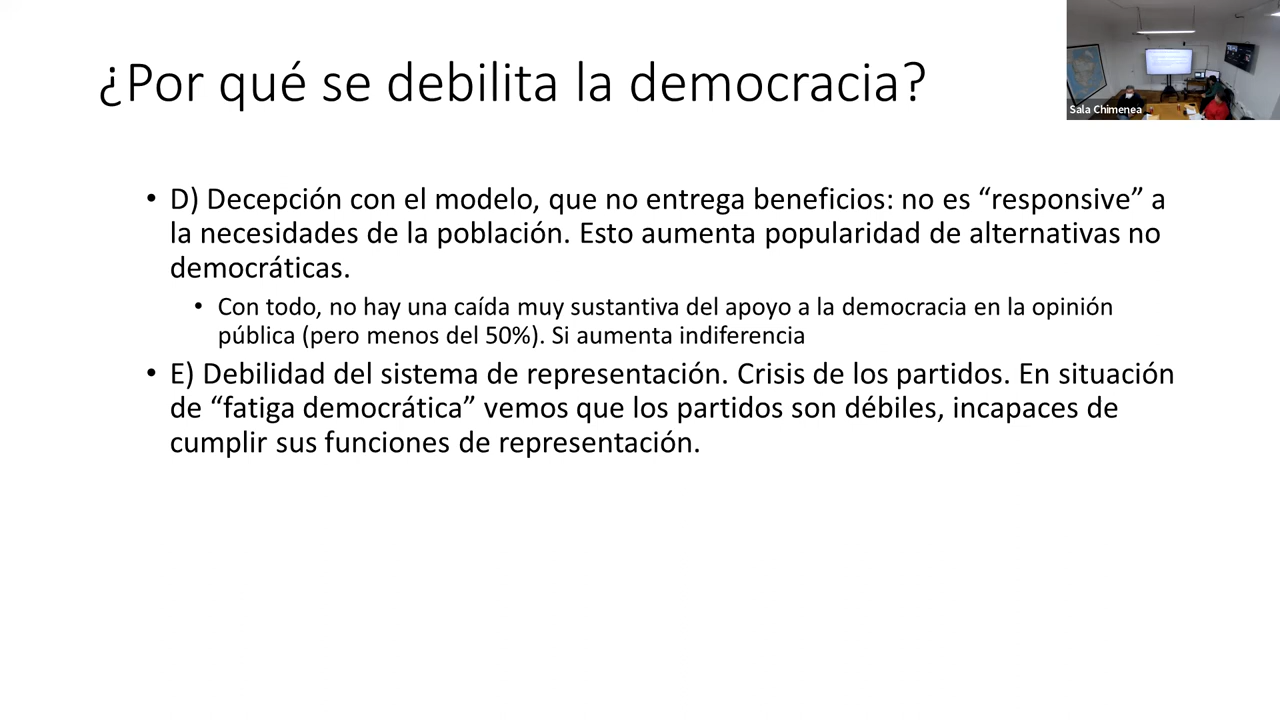 ¿Por qué se debilita la democracia?
Sala Chimenea
• D) Decepción con el modelo, que no entrega beneficios: no es “responsive” a
la necesidades de la población. Esto aumenta popularidad de alternativas no
democráticas.
• Con todo, no hay una caída muy sustantiva del apoyo a la democracia en la opinión
pública (pero menos del 50%). Si aumenta indiferencia
• E) Debilidad del sistema de representación. Crisis de los partidos. En situación
de “fatiga democrática” vemos que los partidos son débiles, incapaces de
cumplir sus funciones de representación.